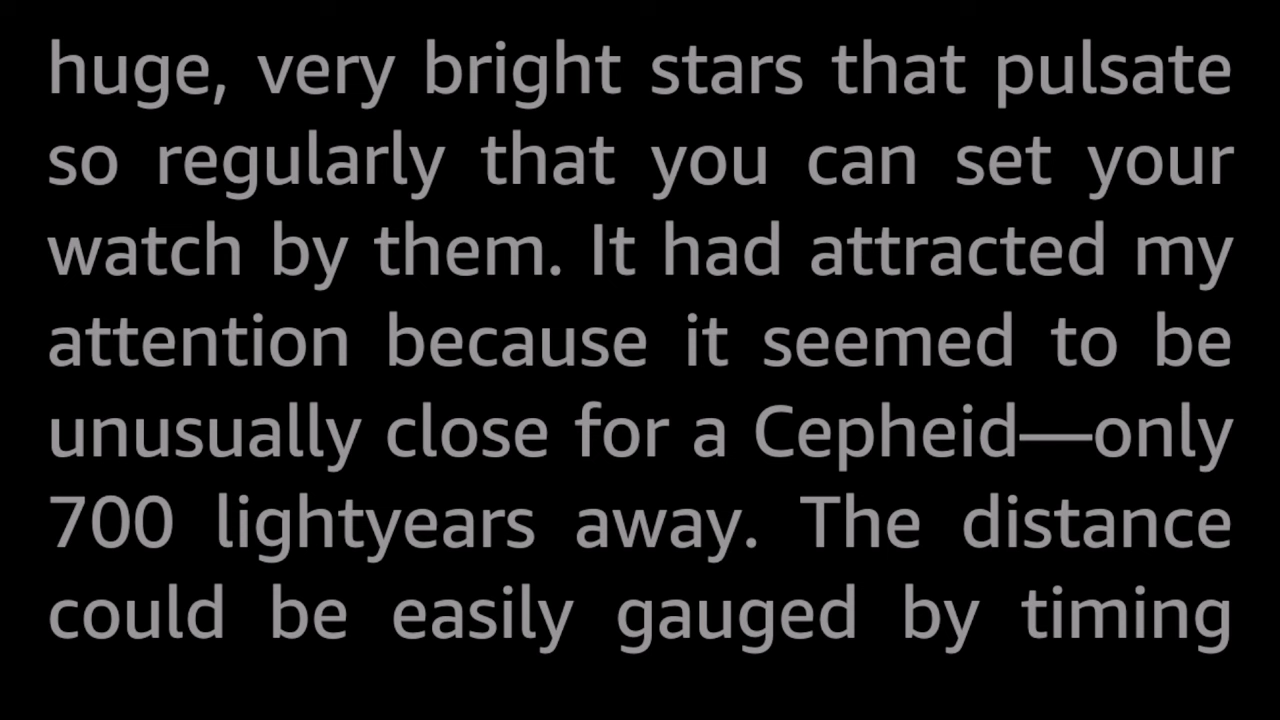 huge, very bright stars that pulsate
so regularly that you can set your
watch by them. It had attracted my
attention because it seemed to be
unusually close for a Cepheid—only
700 lightyears away. The distance
could be easily gauged by timing